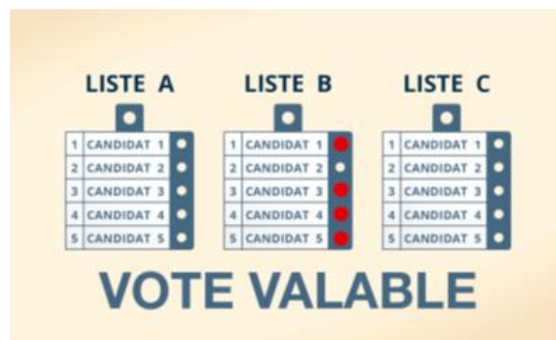 LISTE A LISTE B LISTE C
1 CANDIDAT 1 1 CANDIDAT 1 1 CANDIDAT 1
2 CANDIDAT 2 2 CANDIDAT 2 2 CANDIDAT 2
3 CANDIDAT 3 3 CANDIDAT 3 3 CANDIDAT 3
4 CANDIDAT 4 4 CANDIDAT 4 4 CANDIDAT 4
5 CANDIDAT 5 5 CANDIDAT 5 5 CANDIDAT 5
VOTE VALABLE